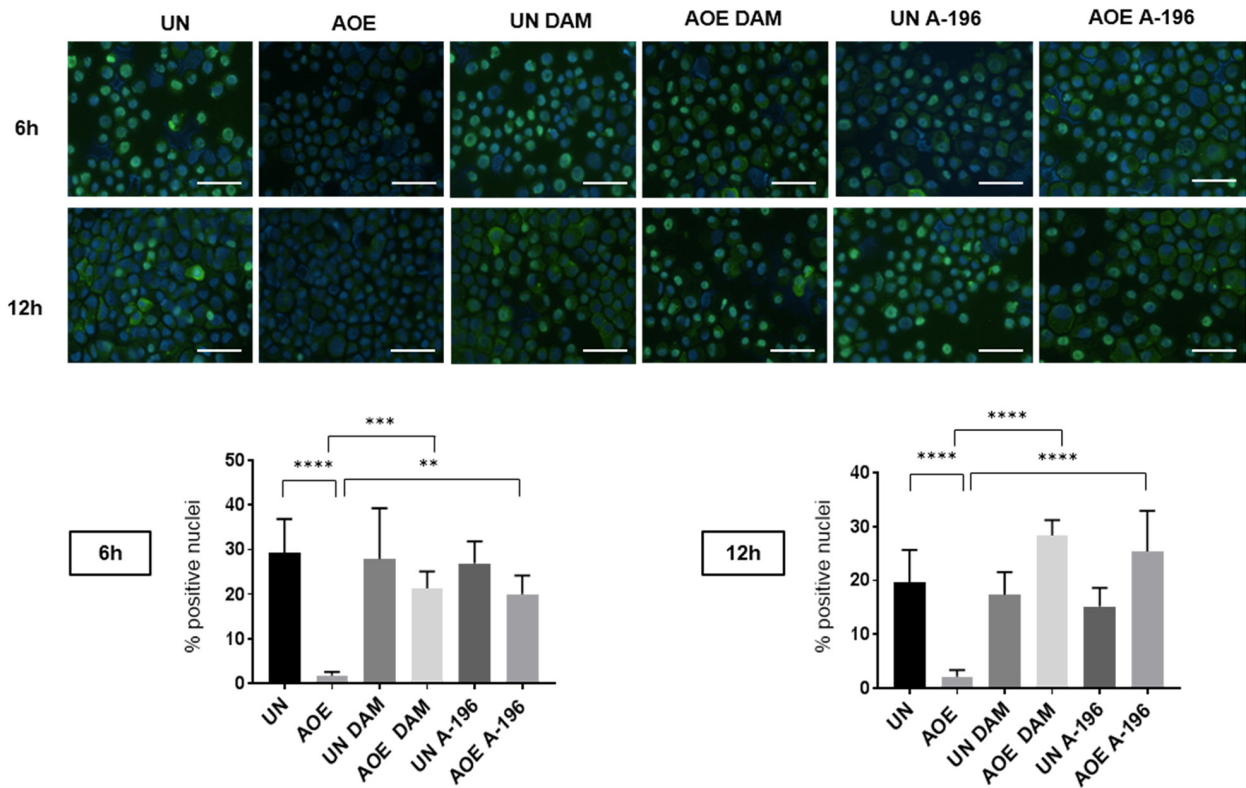 UN AOE UN DAM AOE DAM UN A-196 AOE A-196
6h
12h
***
****
**
50
40
30
20
10
0
% positive nuclei
6h
UN
AOE
UN DAM
AOE DAM
UN A-196
AOE A-196
****
****
****
40
30
20
10
0
% positive nuclei
12h
UN
AOE
UN DAM
AOE DAM
UN A-196
AOE A-196